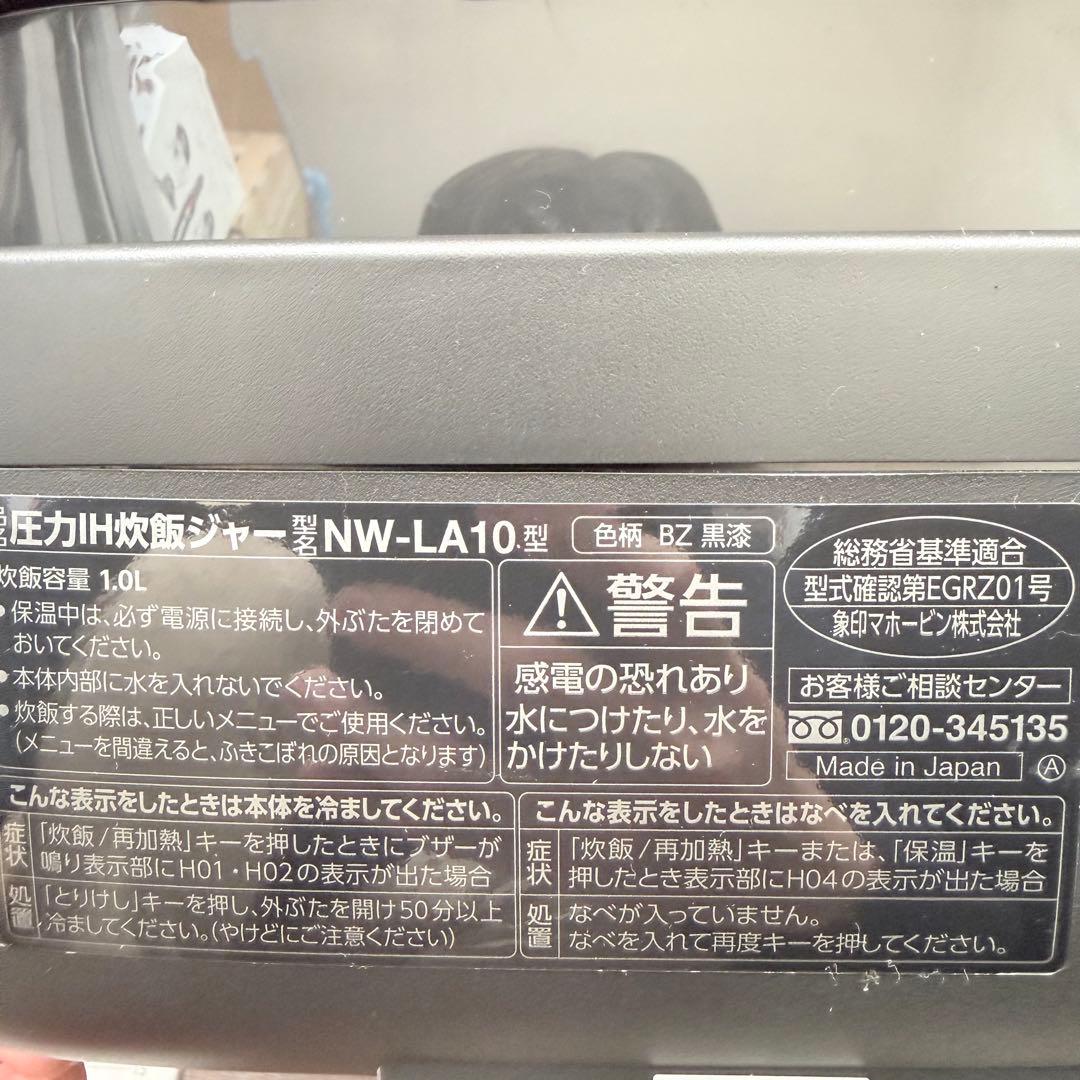 品名 圧力IH炊飯ジャー 型名 NW-LA10 型 色柄 BZ 黒漆
炊飯容量 1.0L
・保温中は、必ず電源に接続し、外ぶたを閉めて
おいてください。
・本体内部に水を入れないでください。
・炊飯する際は、正しいメニューでご使用ください。
(メニューを間違えると、ふきこぼれの原因となります)
警告
感電の恐れあり
水につけたり、水を
かけたりしない
総務省基準適合
型式確認第EGRZ01号
象印マホービン株式会社
お客様ご相談センター
0120-345135
Made in Japan Ⓐ
こんな表示をしたときは本体を冷ましてください。
症状 「炊飯/再加熱」キーを押したときにブザーが
鳴り表示部にH01・H02の表示が出た場合
処置 「とりけし」キーを押し、外ぶたを開け50分以上
冷ましてください。(やけどにご注意ください)
こんな表示をしたときはなべを入れてください。
症状 「炊飯/再加熱」キーまたは、「保温」キーを
押したとき表示部にH04の表示が出た場合
処置 なべが入っていません。
なべを入れて再度キーを押してください。